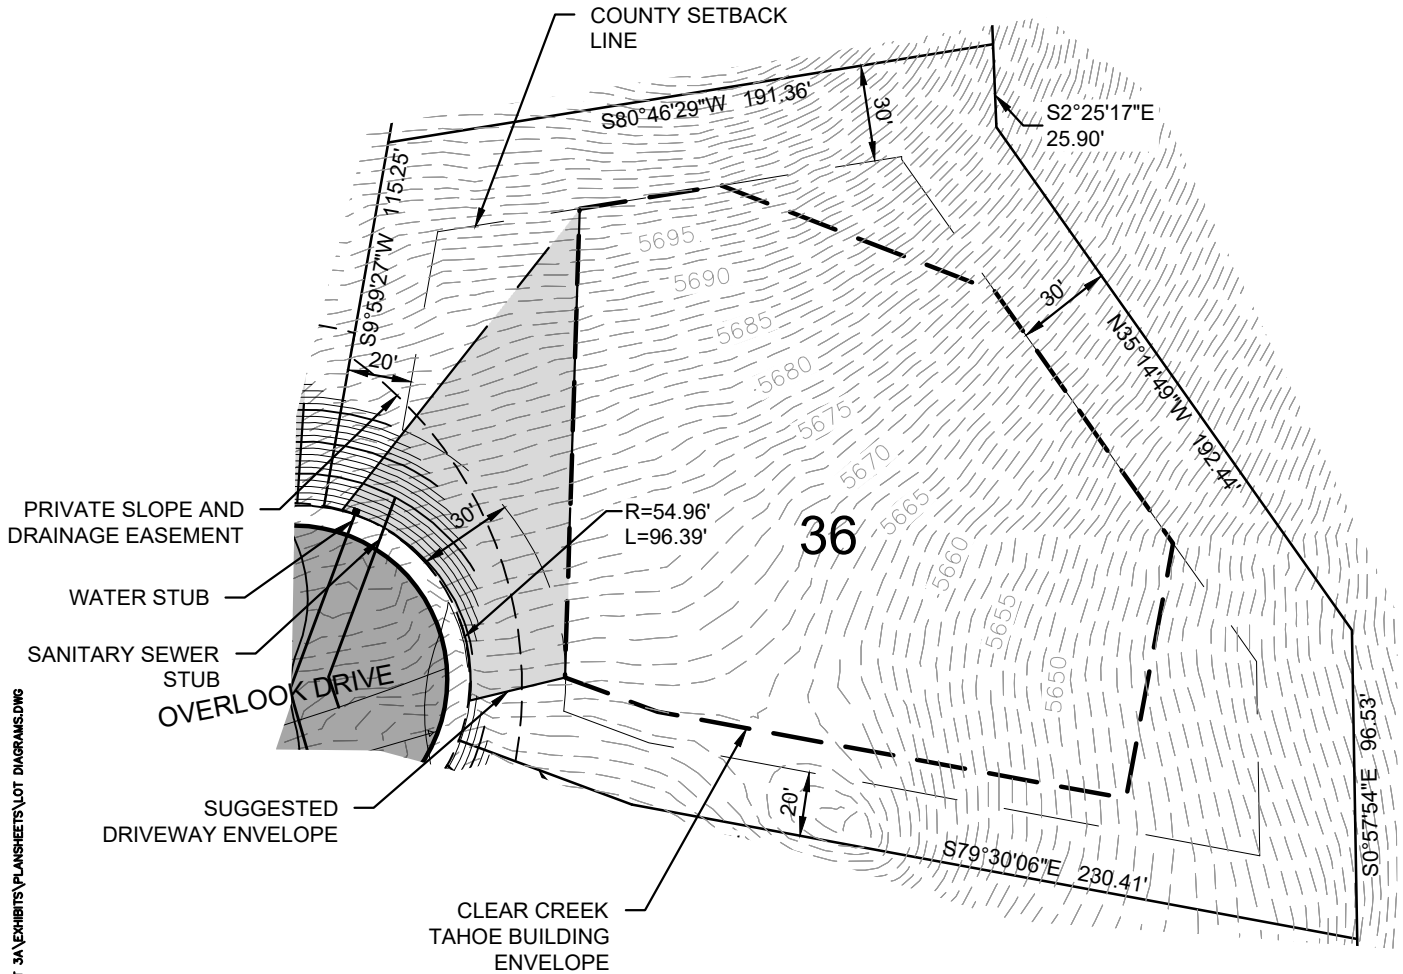 COUNTY SETBACK
LINE
S80°46'29"W 191.36'
30'
S2°25'17"E
25.90'
S9°59'27"W 115.25'
20'
5695
5690
5685
5680
5675
5670
5665
5660
5655
5650
30'
N35°14'49"W 192.44'
PRIVATE SLOPE AND
DRAINAGE EASEMENT
30'
R=54.96'
L=96.39'
36
WATER STUB
SANITARY SEWER
STUB
OVERLOOK DRIVE
SUGGESTED
DRIVEWAY ENVELOPE
20'
S79°30'06"E 230.41'
S0°57'54"E 96.53'
CLEAR CREEK
TAHOE BUILDING
ENVELOPE
3A\EXHIBITS\PLANSHEETS\LOT DIAGRAMS.DWG